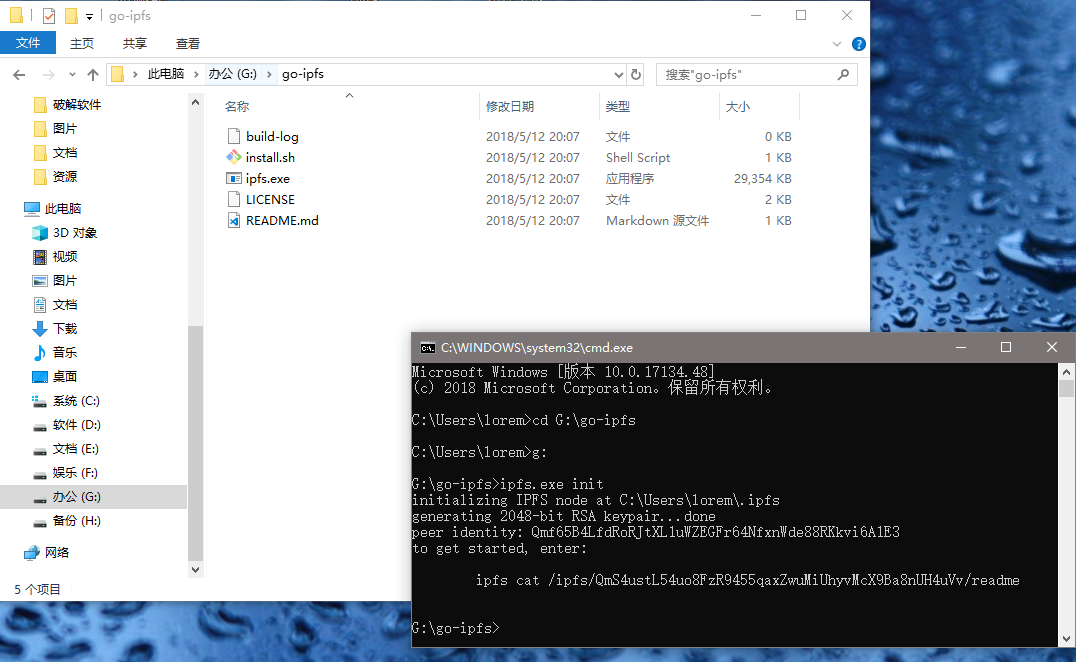 go-ipfs
文件 主页 共享 查看
此电脑 办公 (G:) go-ipfs 搜索"go-ipfs"
破解软件
图片
文档
资源
此电脑
3D 对象
视频
图片
文档
下载
音乐
桌面
系统 (C:)
软件 (D:)
文档 (E:)
娱乐 (F:)
办公 (G:)
备份 (H:)
网络
名称 修改日期 类型 大小
build-log 2018/5/12 20:07 文件 0 KB
install.sh 2018/5/12 20:07 Shell Script 1 KB
ipfs.exe 2018/5/12 20:07 应用程序 29,354 KB
LICENSE 2018/5/12 20:07 文件 2 KB
README.md 2018/5/12 20:07 Markdown 源文件 1 KB
5 个项目
C:\WINDOWS\system32\cmd.exe
Microsoft Windows [版本 10.0.17134.48]
(c) 2018 Microsoft Corporation。保留所有权利。
C:\Users\lorem>cd G:\go-ipfs
C:\Users\lorem>g:
G:\go-ipfs>ipfs.exe init
initializing IPFS node at C:\Users\lorem\.ipfs
generating 2048-bit RSA keypair...done
peer identity: Qmf65B4LfdRoRJtXL1uWZEGFr64NfxnWde88RKkvi6A1E3
to get started, enter:
ipfs cat /ipfs/QmS4ustL54uo8FzR9455qaxZwuMiUhyvMcX9Ba8nUH4uVv/readme
G:\go-ipfs>